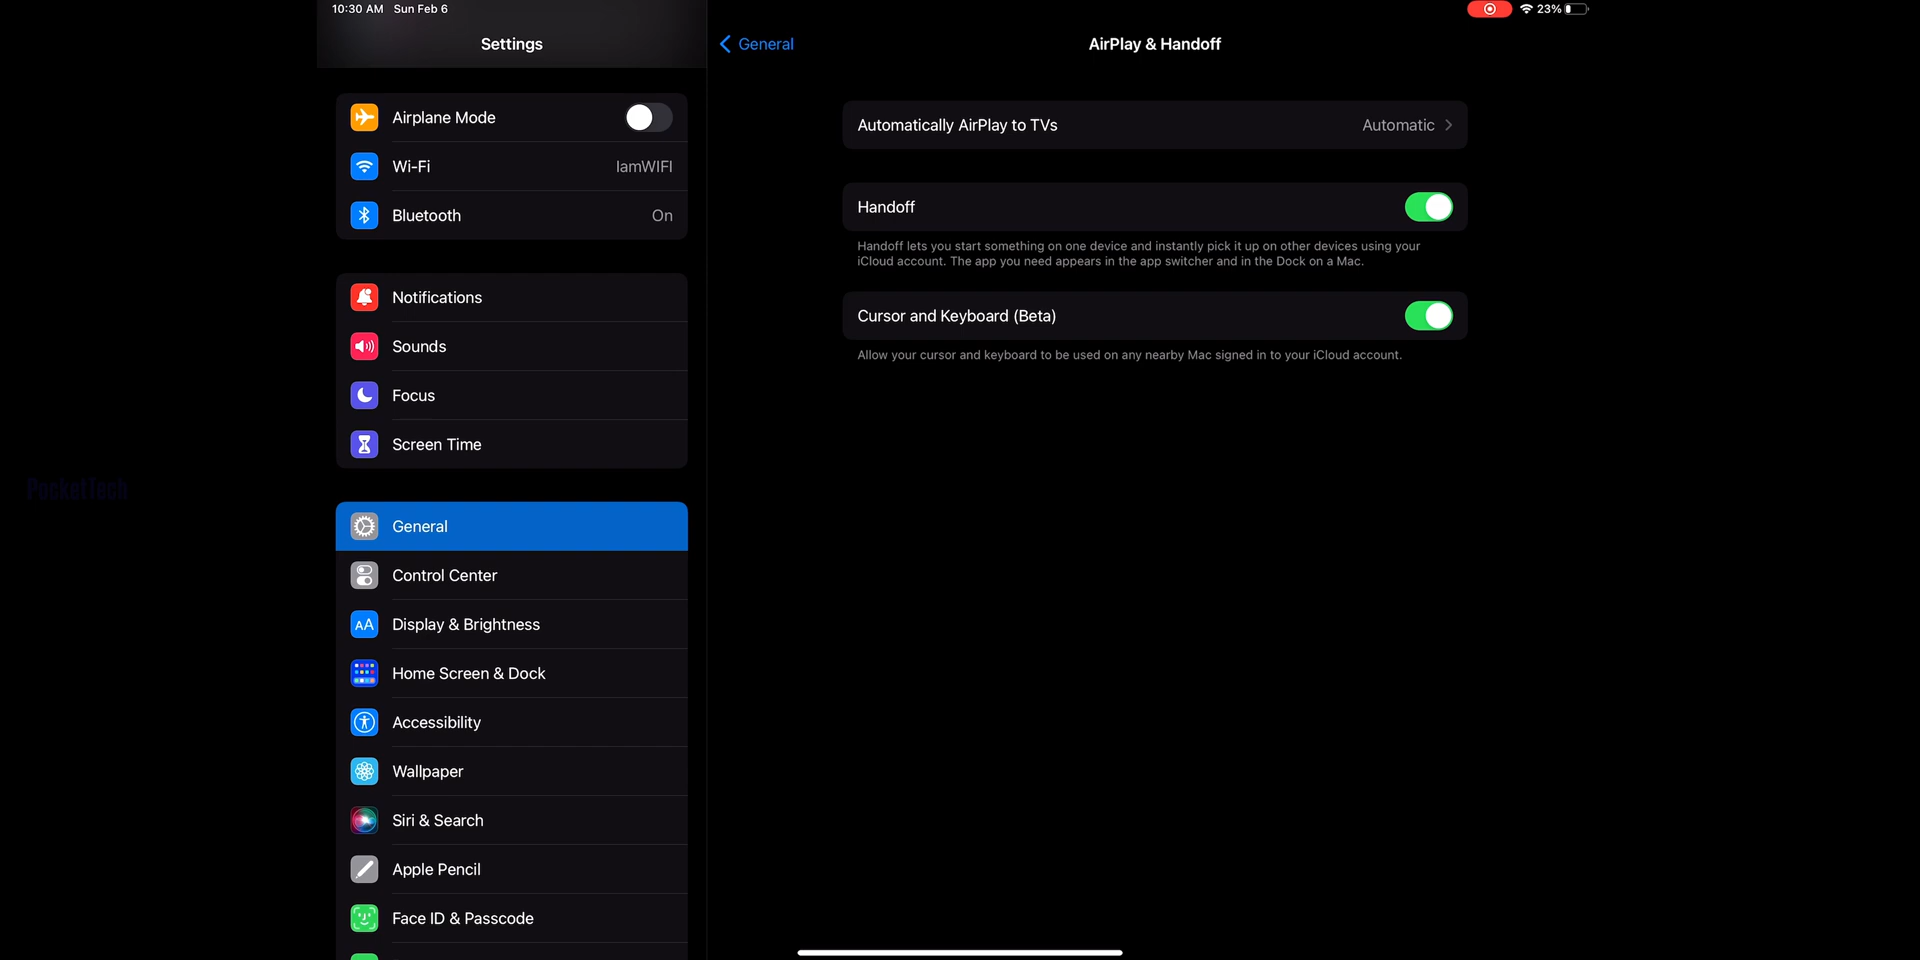 10:30 AM Sun Feb 6
23%
Settings
General
AirPlay & Handoff
Airplane Mode
Wi-Fi
IamWIFI
Bluetooth
On
Notifications
Sounds
Focus
Screen Time
General
Control Center
AA
Display & Brightness
Home Screen & Dock
Accessibility
Wallpaper
Siri & Search
Apple Pencil
Face ID & Passcode
Automatically AirPlay to TVs
Automatic
Handoff
Handoff lets you start something on one device and instantly pick it up on other devices using your
iCloud account. The app you need appears in the app switcher and in the Dock on a Mac.
Cursor and Keyboard (Beta)
Allow your cursor and keyboard to be used on any nearby Mac signed in to your iCloud account.